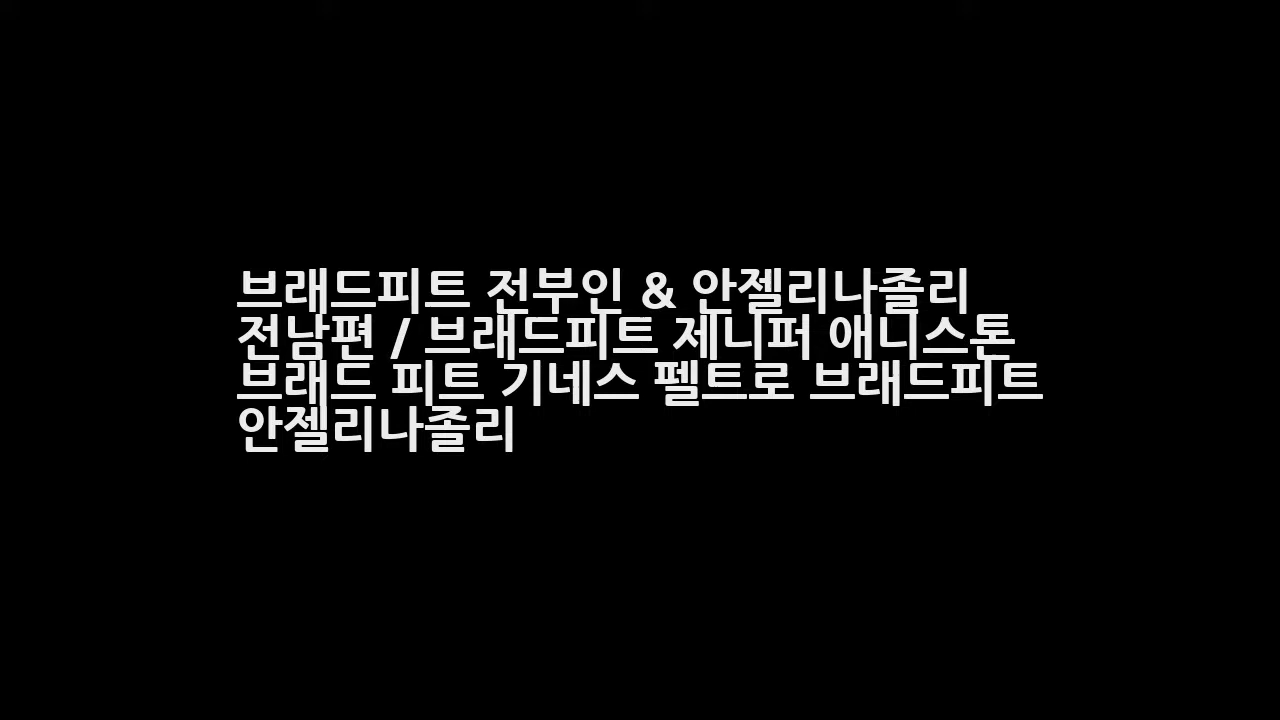 브래드피트 전부인 & 안젤리나졸리
전남편 / 브래드피트 제니퍼 애니스톤
브래드 피트 기네스 펠트로 브래드피트
안젤리나졸리